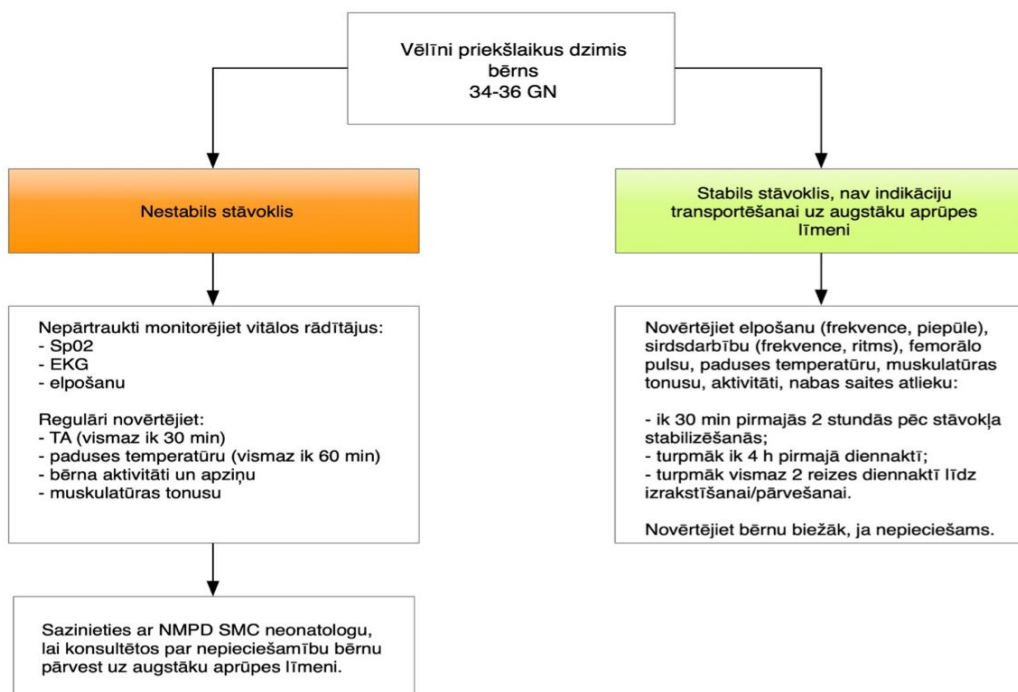 Vēlīni priekšlaikus dzimis
bērns
34-36 GN
Nestabils stāvoklis
Stabils stāvoklis, nav indikāciju
transportēšanai uz augstāku aprūpes
līmeni
Nepārtraukti monitorējiet vitālos rādītājus:
- Sp02
- EKG
- elpošanu
Regulāri novērtējiet:
- TA (vismaz ik 30 min)
- paduses temperatūru (vismaz ik 60 min)
- bērna aktivitāti un apziņu
- muskulatūras tonusu
Novērtējiet elpošanu (frekvence, piepūle),
sirdsdarbību (frekvence, ritms), femorālo
pulsu, paduses temperatūru, muskulatūras
tonusu, aktivitāti, nabas saites atlieku:
- ik 30 min pirmajās 2 stundās pēc stāvokļa
stabilizēšanās;
- turpmāk ik 4 h pirmajā diennaktī;
- turpmāk vismaz 2 reizes diennaktī līdz
izrakstīšanai/pārvešanai.
Novērtējiet bērnu biežāk, ja nepieciešams.
Sazinieties ar NMPD SMC neonatologu,
lai konsultētos par nepieciešamību bērnu
pārvest uz augstāku aprūpes līmeni.